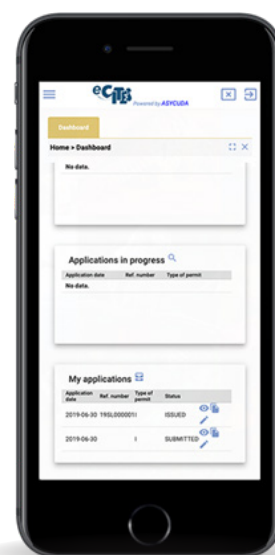 eCITES
Powered by ASYCUDA
Dashboard
Home > Dashboard
No data.
Applications in progress
Application date Ref. number Type of permit
No data.
My applications
Application date Ref. number Type of permit Status
2019-06-30 19SL000001 I ISSUED
2019-06-30 I SUBMITTED